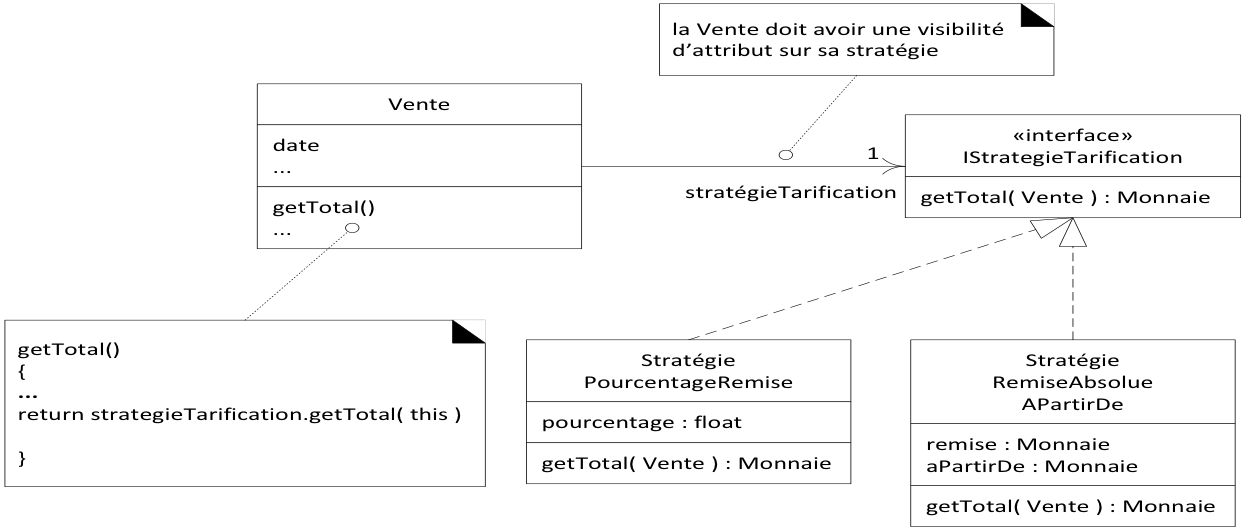 la Vente doit avoir une visibilité
d’attribut sur sa stratégie
Vente
date
...
getTotal()
...
1
stratégieTarification
«interface»
IStrategieTarification
getTotal( Vente ) : Monnaie
getTotal()
{
...
return strategieTarification.getTotal( this )
}
Stratégie
PourcentageRemise
pourcentage : float
getTotal( Vente ) : Monnaie
Stratégie
RemiseAbsolue
APartirDe
remise : Monnaie
aPartirDe : Monnaie
getTotal( Vente ) : Monnaie